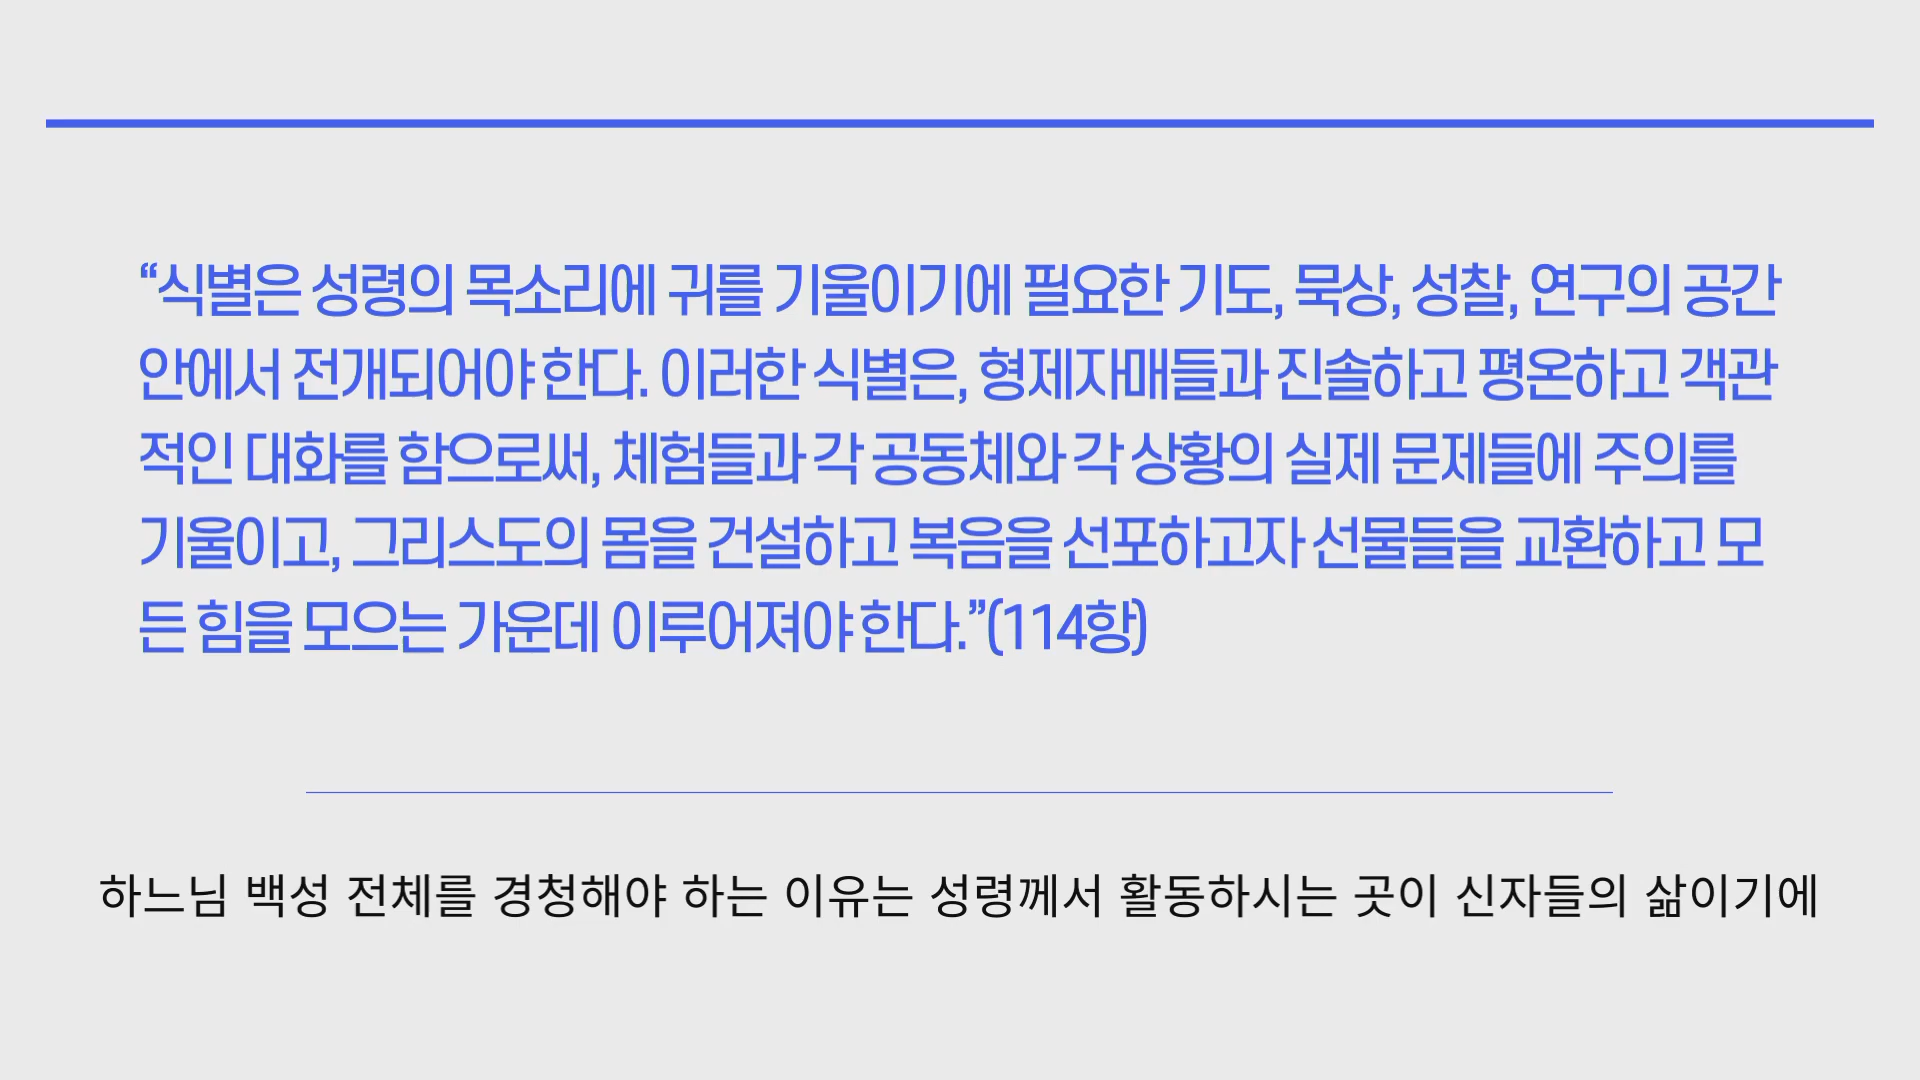 “식별은 성령의 목소리에 귀를 기울이기에 필요한 기도, 묵상, 성찰, 연구의 공간
안에서 전개되어야 한다. 이러한 식별은, 형제자매들과 진솔하고 평온하고 객관
적인 대화를 함으로써, 체험들과 각 공동체와 각 상황의 실제 문제들에 주의를
기울이고, 그리스도의 몸을 건설하고 복음을 선포하고자 선물들을 교환하고 모
든 힘을 모으는 가운데 이루어져야 한다.”(114항)
하느님 백성 전체를 경청해야 하는 이유는 성령께서 활동하시는 곳이 신자들의 삶이기에